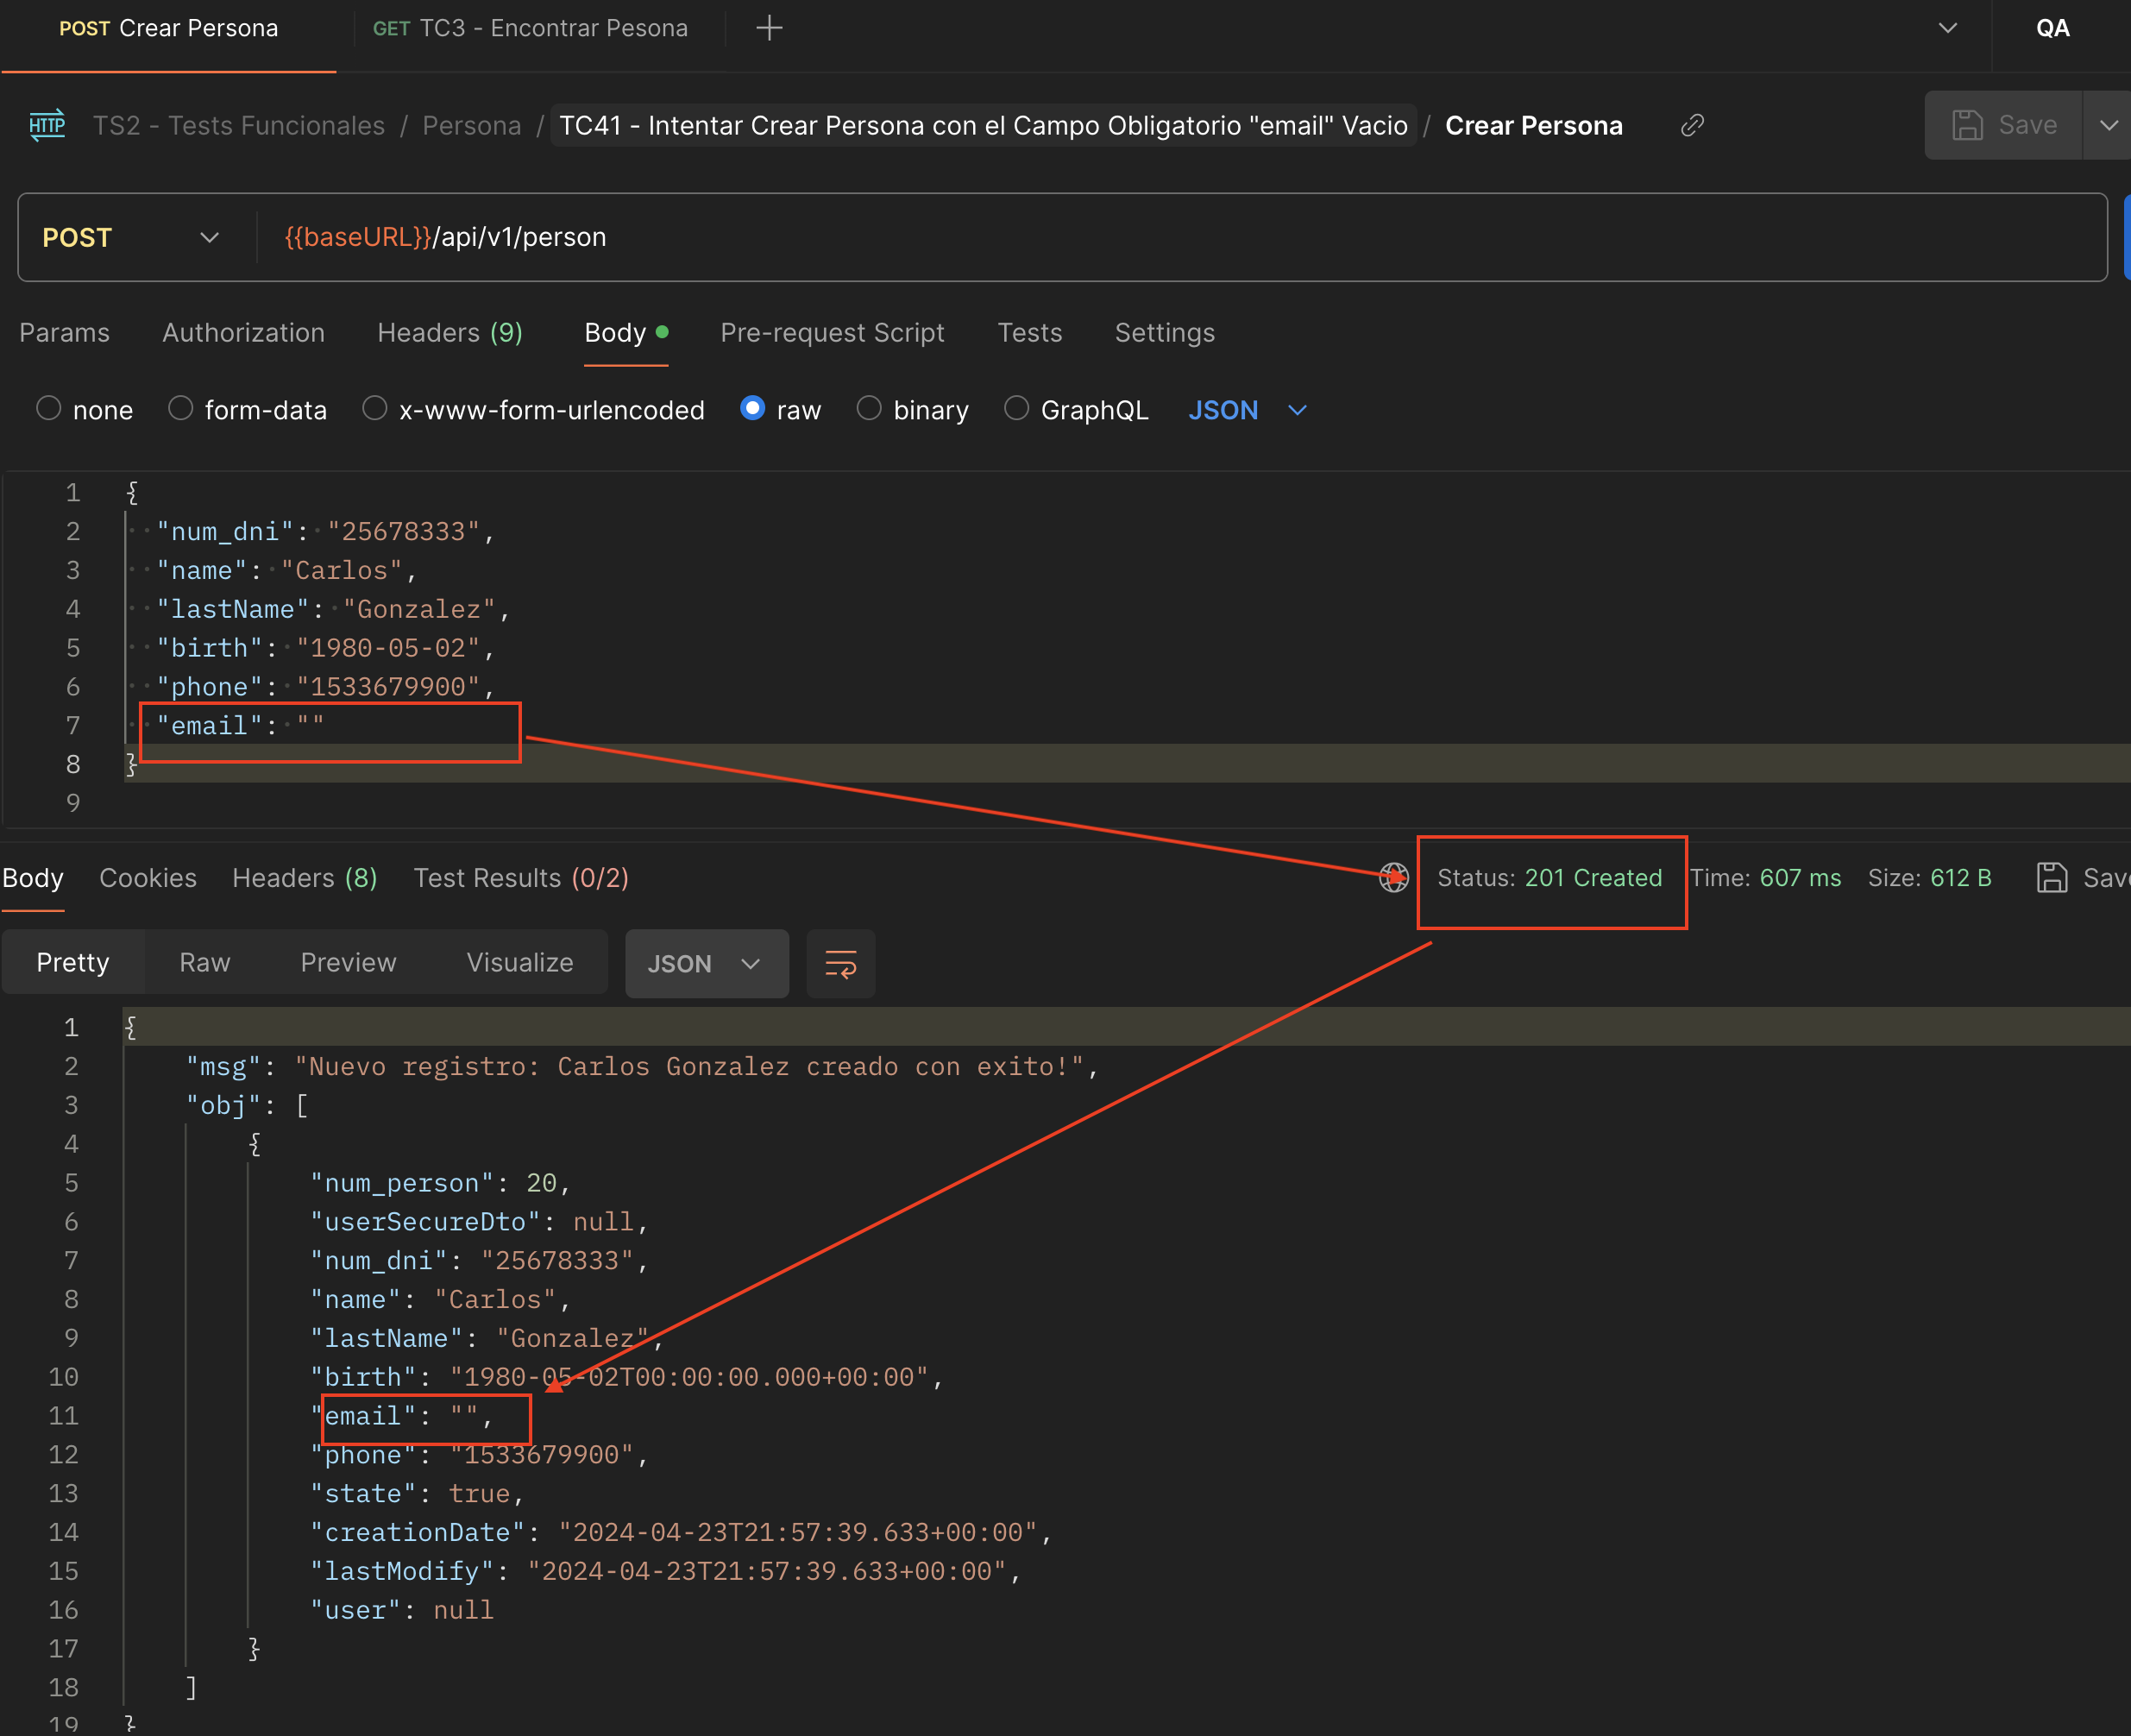 POST Crear Persona GET TC3 - Encontrar Pesona QA
HTTP TS2 - Tests Funcionales / Persona / TC41 - Intentar Crear Persona con el Campo Obligatorio "email" Vacio / Crear Persona Save
POST {{baseURL}}/api/v1/person
Params Authorization Headers (9) Body Pre-request Script Tests Settings
none form-data x-www-form-urlencoded raw binary GraphQL JSON
1 {
2 "num_dni": "25678333",
3 "name": "Carlos",
4 "lastName": "Gonzalez",
5 "birth": "1980-05-02",
6 "phone": "1533679900",
7 "email": ""
8 }
9
Body Cookies Headers (8) Test Results (0/2) Status: 201 Created Time: 607 ms Size: 612 B Sav
Pretty Raw Preview Visualize JSON
1 {
2 "msg": "Nuevo registro: Carlos Gonzalez creado con exito!",
3 "obj": [
4 {
5 "num_person": 20,
6 "userSecureDto": null,
7 "num_dni": "25678333",
8 "name": "Carlos",
9 "lastName": "Gonzalez",
10 "birth": "1980-05-02T00:00:00.000+00:00",
11 "email": "",
12 "phone": "1533679900",
13 "state": true,
14 "creationDate": "2024-04-23T21:57:39.633+00:00",
15 "lastModify": "2024-04-23T21:57:39.633+00:00",
16 "user": null
17 }
18 ]
19 }